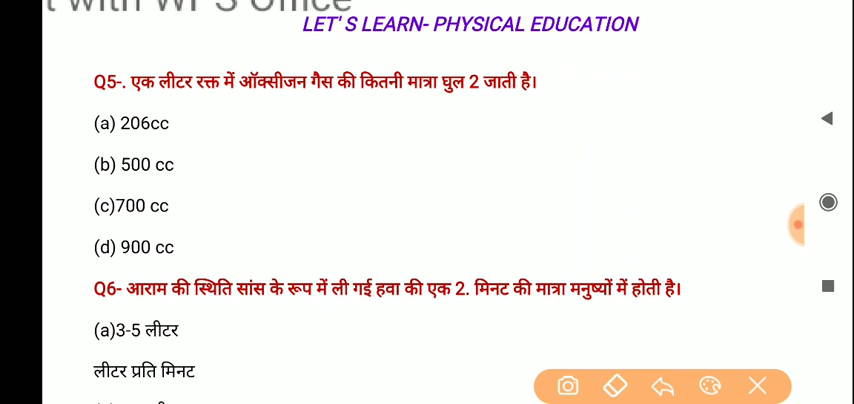 LET' S LEARN- PHYSICAL EDUCATION
Q5-. एक लीटर रक्त में ऑक्सीजन गैस की कितनी मात्रा घुल 2 जाती है।
(a) 206cc
(b) 500 cc
(c)700 cc
(d) 900 cc
Q6- आराम की स्थिति सांस के रूप में ली गई हवा की एक 2. मिनट की मात्रा मनुष्यों में होती है।
(a)3-5 लीटर
लीटर प्रति मिनट